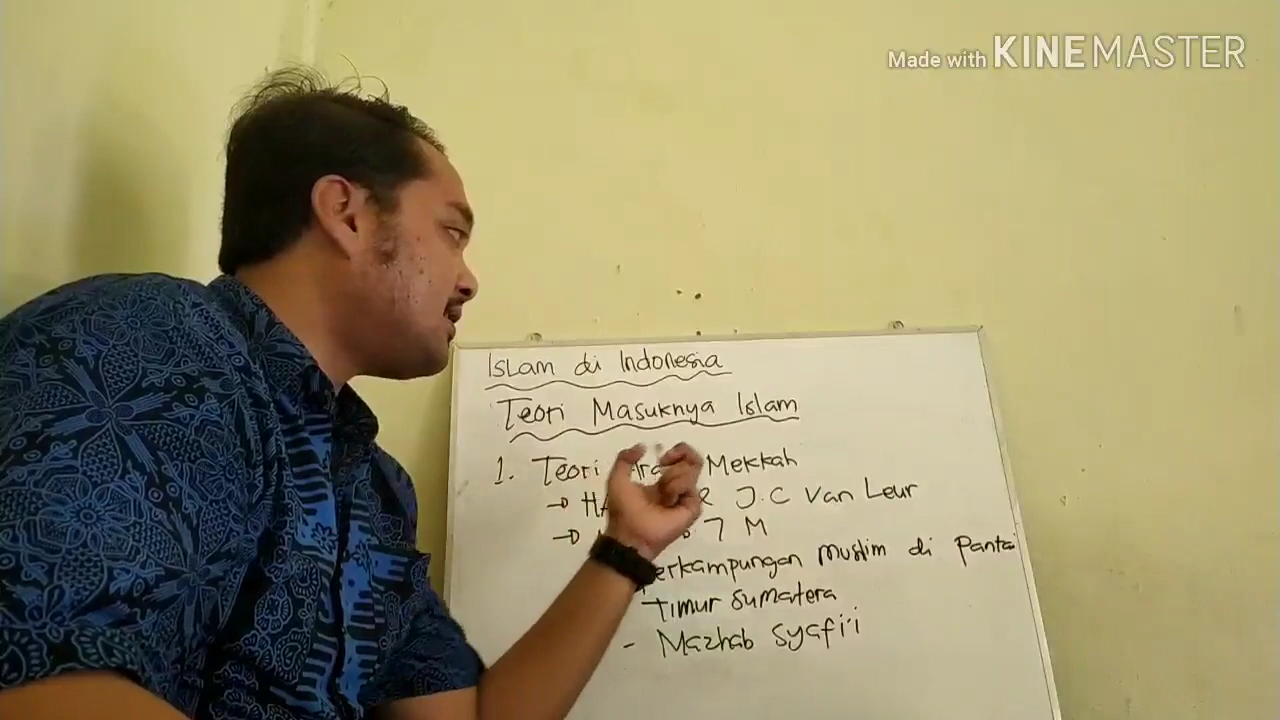 Made with KINEMASTER
Islam di Indonesia
Teori Masuknya Islam
1. Teori Mekkah
→ J.C Van Leur
→ 7 M
Perkampungan muslim di Pantai
Timur Sumatera
- Mazhab Syafi'i